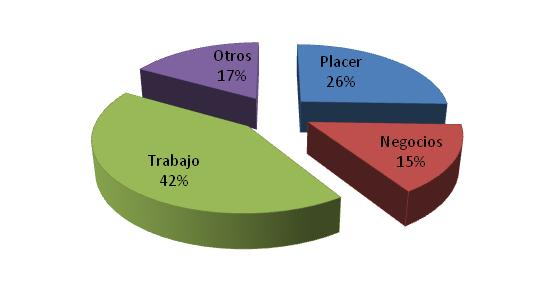 Otros
17%
Placer
26%
Negocios
15%
Trabajo
42%